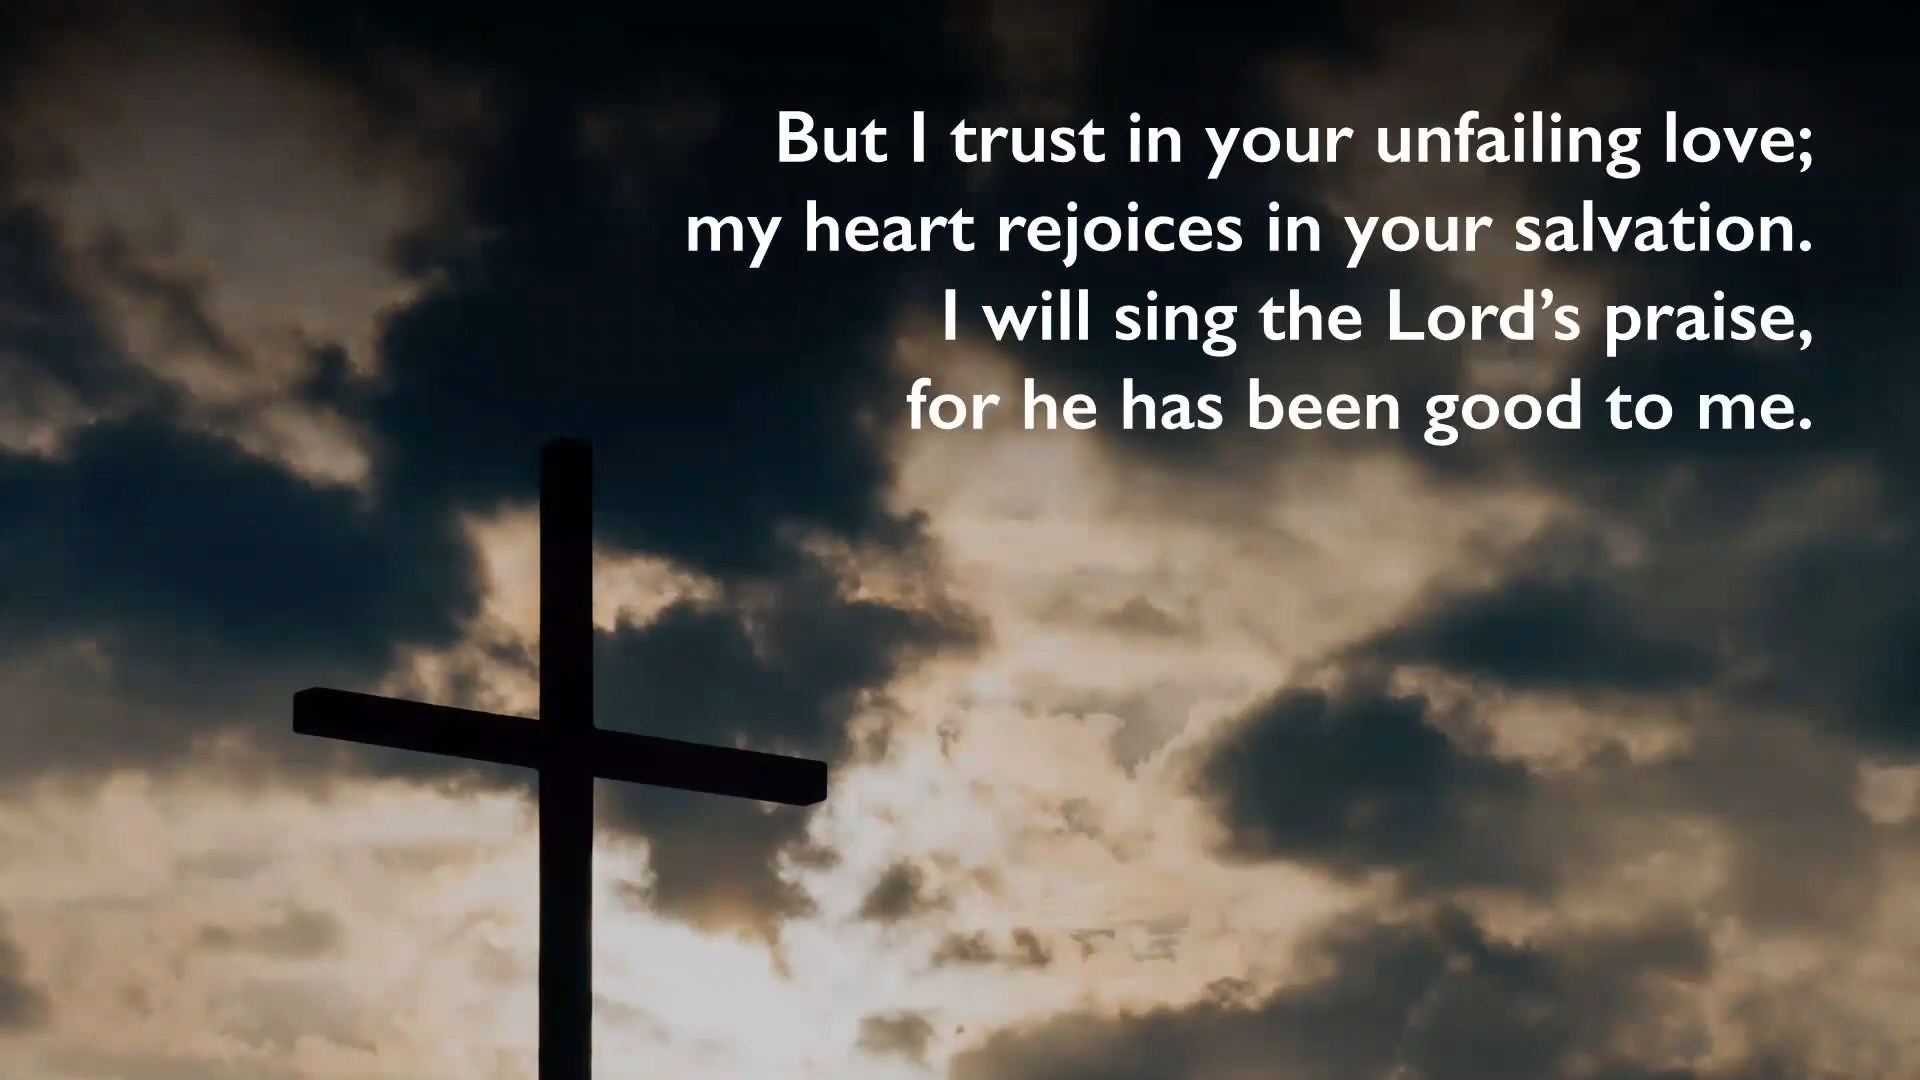 But I trust in your unfailing love;
my heart rejoices in your salvation.
I will sing the Lord’s praise,
for he has been good to me.